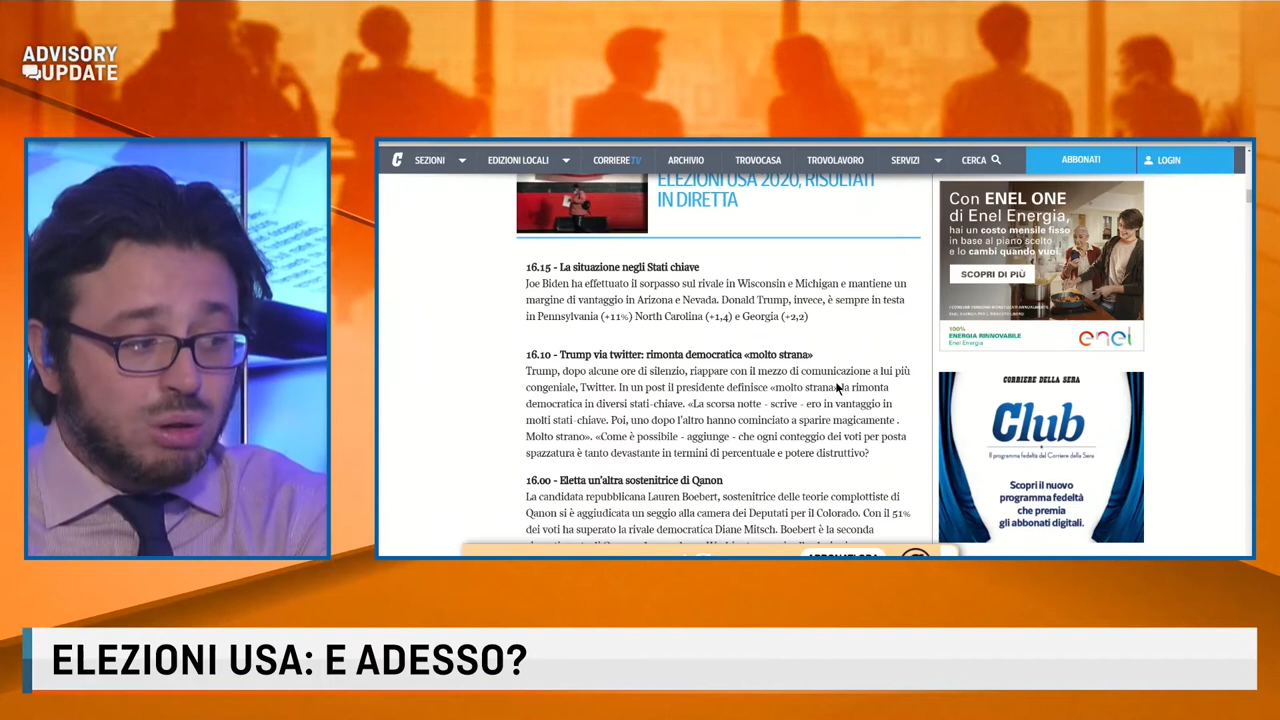 ADVISORY
UPDATE
C SEZIONI EDIZIONI LOCALI CORRIERETV ARCHIVIO TROVOCASA TROVOLAVORO SERVIZI CERCA ABBONATI LOGIN
ELEZIONI USA 2020, RISULTATI
IN DIRETTA
16.15 - La situazione negli Stati chiave
Joe Biden ha effettuato il sorpasso sul rivale in Wisconsin e Michigan e mantiene un
margine di vantaggio in Arizona e Nevada. Donald Trump, invece, è sempre in testa
in Pennsylvania (+11%) North Carolina (+1,4) e Georgia (+2,2)
16.10 - Trump via twitter: rimonta democratica «molto strana»
Trump, dopo alcune ore di silenzio, riappare con il mezzo di comunicazione a lui più
congeniale, Twitter. In un post il presidente definisce «molto strana» la rimonta
democratica in diversi stati-chiave. «La scorsa notte - scrive - ero in vantaggio in
molti stati-chiave. Poi, uno dopo l'altro hanno cominciato a sparire magicamente .
Molto strano». «Come è possibile - aggiunge - che ogni conteggio dei voti per posta
spazzatura è tanto devastante in termini di percentuale e potere distruttivo?
16.00 - Eletta un'altra sostenitrice di Qanon
La candidata repubblicana Lauren Boebert, sostenitrice delle teorie complottiste di
Qanon si è aggiudicata un seggio alla camera dei Deputati per il Colorado. Con il 51%
dei voti ha superato la rivale democratica Diane Mitsch. Boebert è la seconda
Con ENEL ONE
di Enel Energia,
hai un costo mensile fisso
in base al piano scelto
e lo cambi quando vuoi.
SCOPRI DI PIÙ
100%
ENERGIA RINNOVABILE
Enel Energia
enel
CORRIERE DELLA SERA
Club
Il programma fedeltà del Corriere della Sera
Scopri il nuovo
programma fedeltà
che premia
gli abbonati digitali.
ELEZIONI USA: E ADESSO?